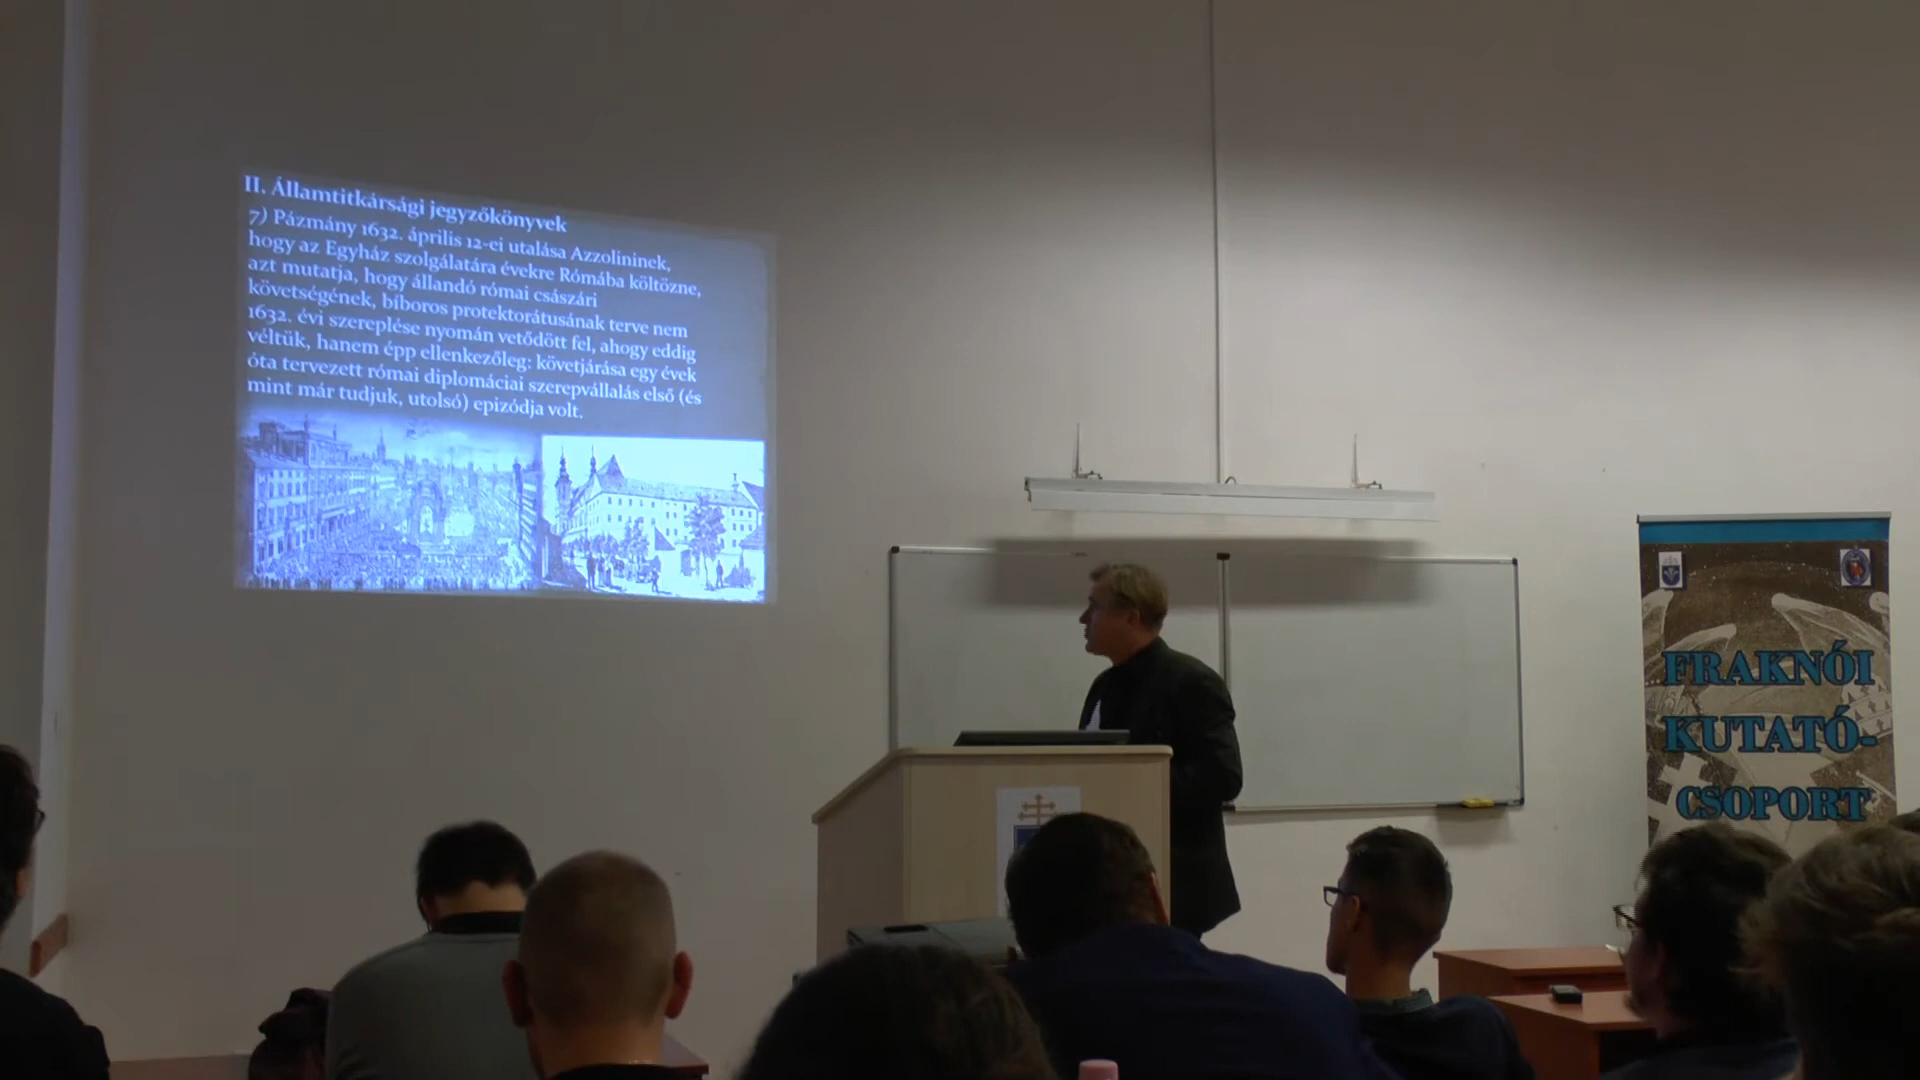 II. Államtitkársági jegyzőkönyvek
7) Pázmány 1632. április 12-ei utalása Azzolininek,
hogy az Egyház szolgálatára évekre Rómába költözne,
azt mutatja, hogy állandó római császári
követségének, bíboros protektorátusának terve nem
1632. évi szereplése nyomán vetődött fel, ahogy eddig
véltük, hanem épp ellenkezőleg: követjárása egy évek
óta tervezett római diplomáciai szerepvállalás első (és
mint már tudjuk, utolsó) epizódja volt.
FRAKNÓI
KUTATÓ-
CSOPORT